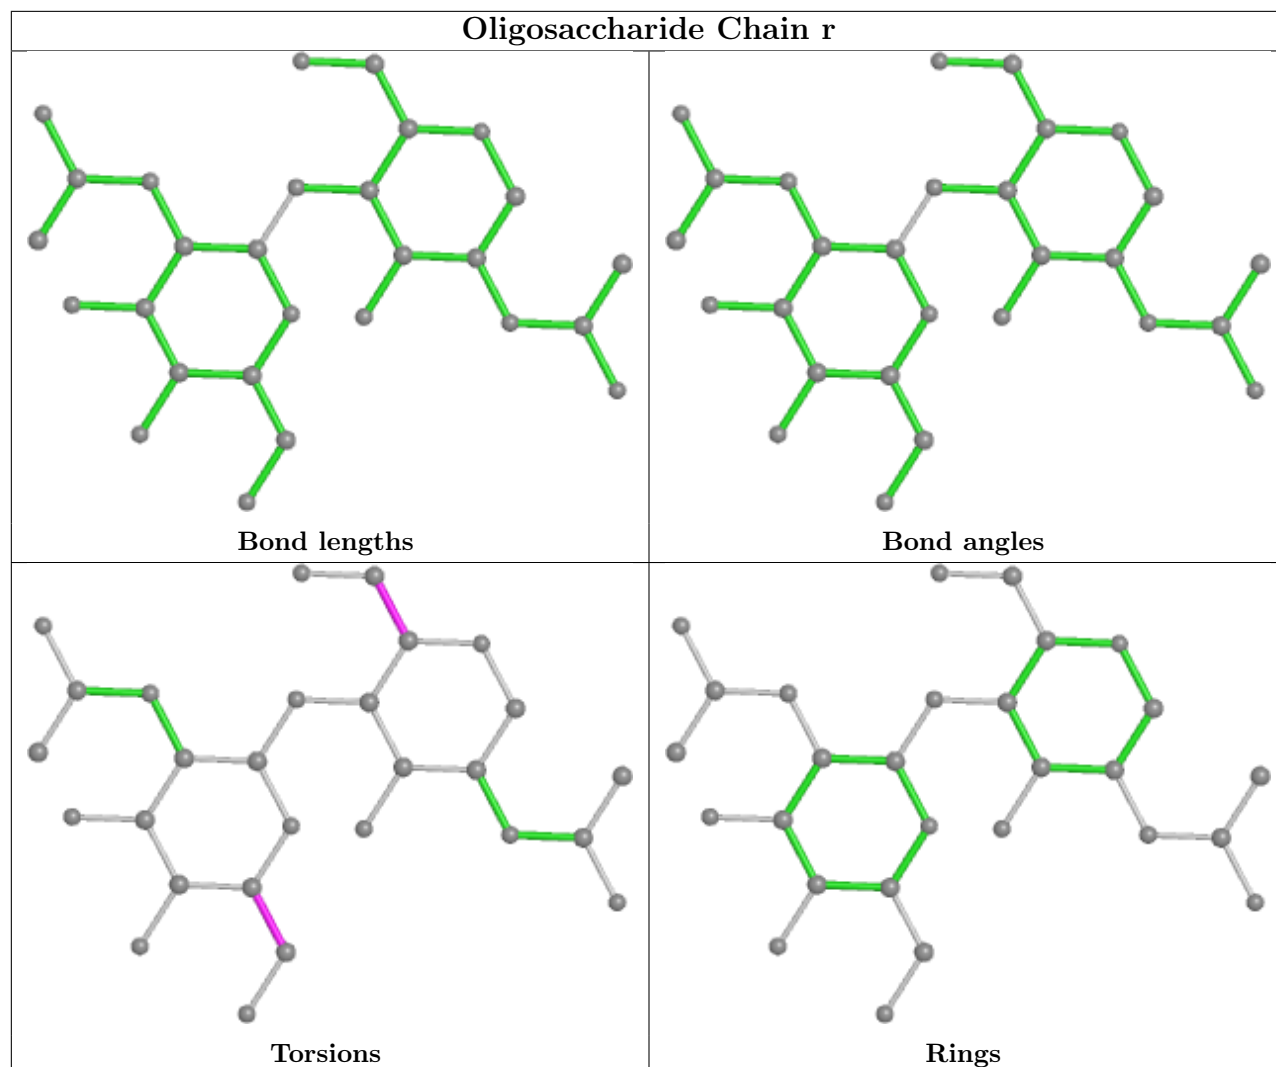 Oligosaccharide Chain r
Bond lengths
Bond angles
Torsions
Rings